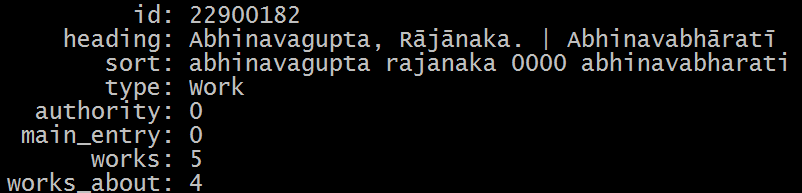 id: 22900182
heading: Abhinavagupta, Rājānaka. | Abhinavabhāratī
sort: abhinavagupta rajanaka 0000 abhinavabharati
type: Work
authority: 0
main_entry: 0
works: 5
works_about: 4